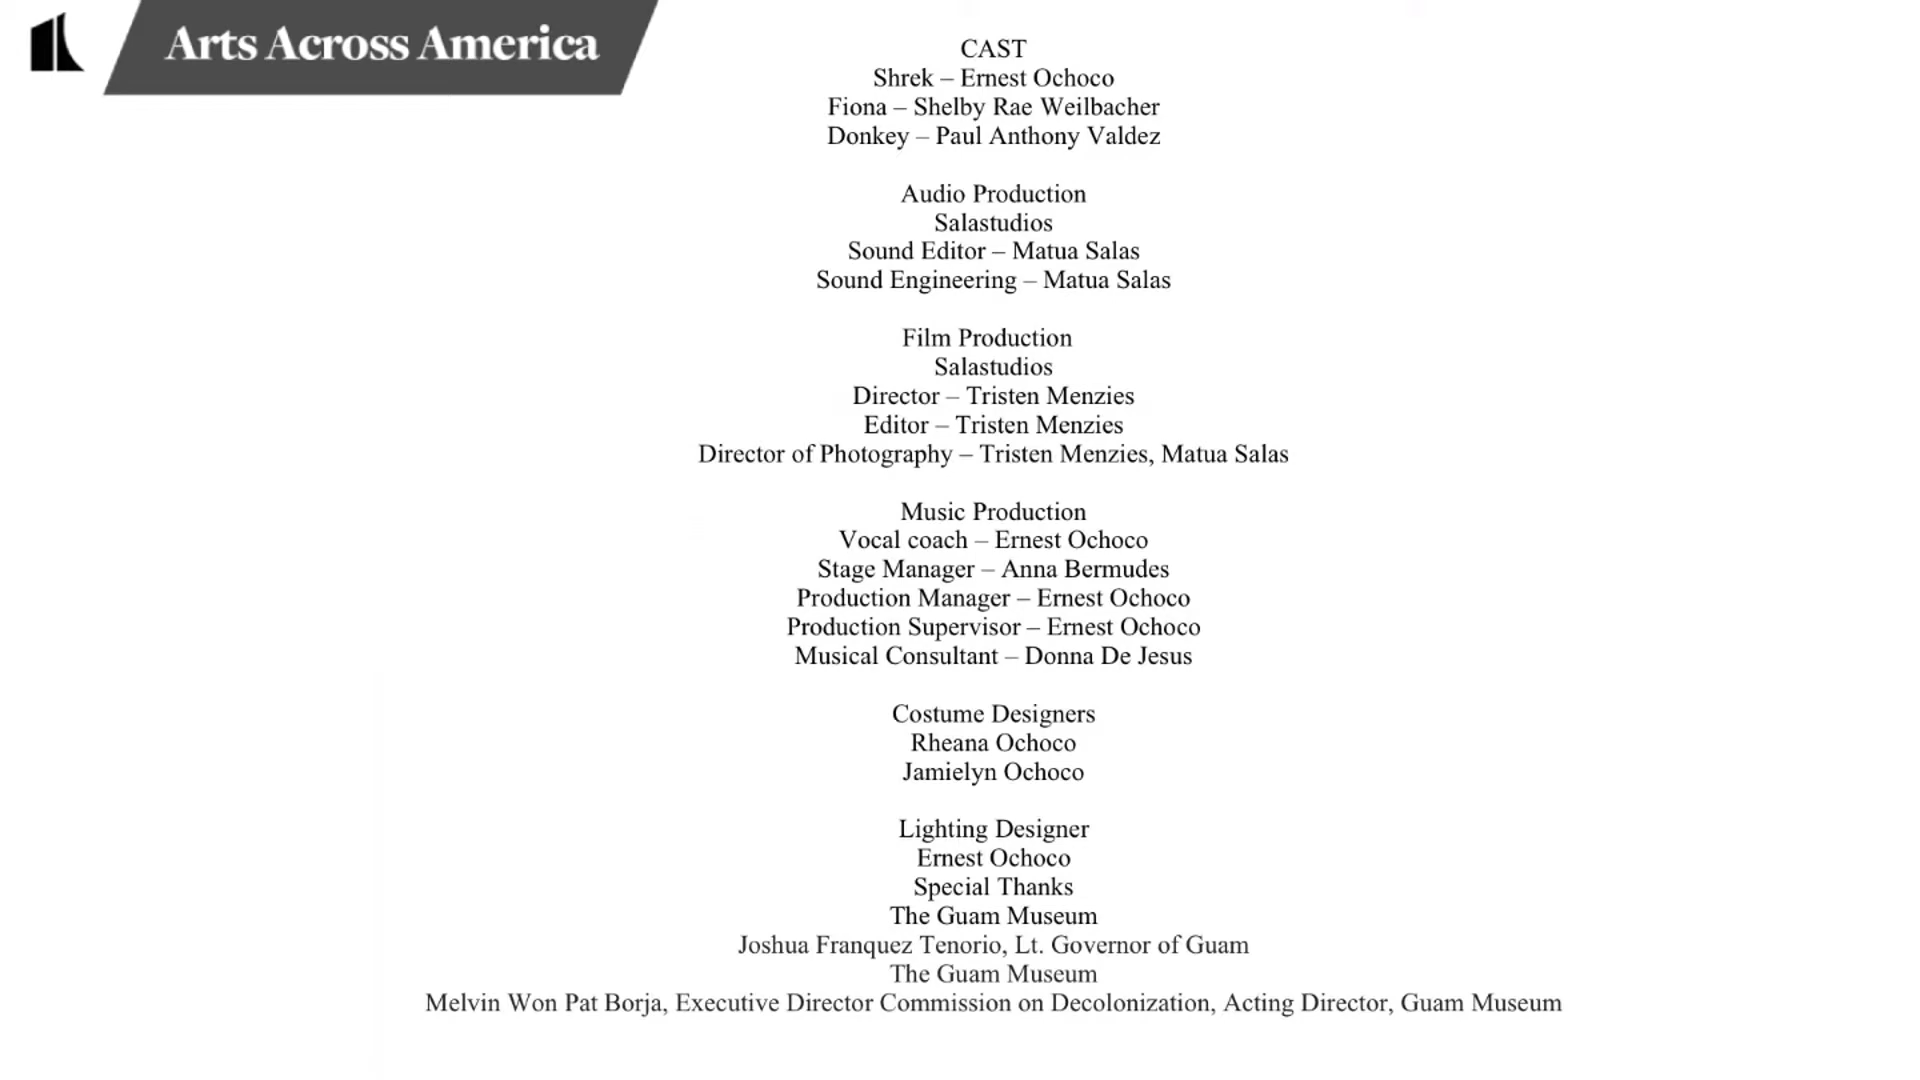 Arts Across America
CAST
Shrek – Ernest Ochoco
Fiona – Shelby Rae Weilbacher
Donkey – Paul Anthony Valdez
Audio Production
Salastudios
Sound Editor – Matua Salas
Sound Engineering – Matua Salas
Film Production
Salastudios
Director – Tristen Menzies
Editor – Tristen Menzies
Director of Photography – Tristen Menzies, Matua Salas
Music Production
Vocal coach – Ernest Ochoco
Stage Manager – Anna Bermudes
Production Manager – Ernest Ochoco
Production Supervisor – Ernest Ochoco
Musical Consultant – Donna De Jesus
Costume Designers
Rheana Ochoco
Jamielyn Ochoco
Lighting Designer
Ernest Ochoco
Special Thanks
The Guam Museum
Joshua Franquez Tenorio, Lt. Governor of Guam
The Guam Museum
Melvin Won Pat Borja, Executive Director Commission on Decolonization, Acting Director, Guam Museum